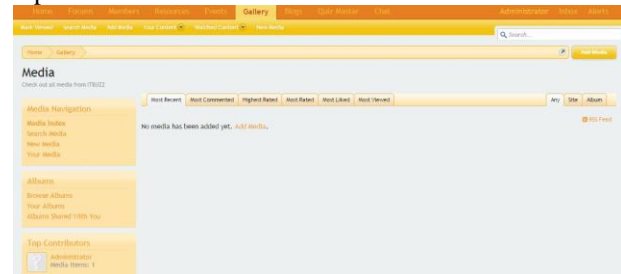 Home Forums Members Resources Events Gallery Blogs Quiz Master Chat Administrator Inbox Alerts
Mark Viewed Search Media Add Media Your Content Watched Content New Media
Search...
Home Gallery
Add Media
Media
Check out all media from ITBUZZ
Most Recent Most Commented Highest Rated Most Rated Most Liked Most Viewed Any Site Album
Media Navigation
RSS Feed
Media Index
No media has been added yet. Add Media.
Search Media
New Media
Your Media
Albums
Browse Albums
Your Albums
Albums Shared With You
Top Contributors
Administrator
Media Items: 1